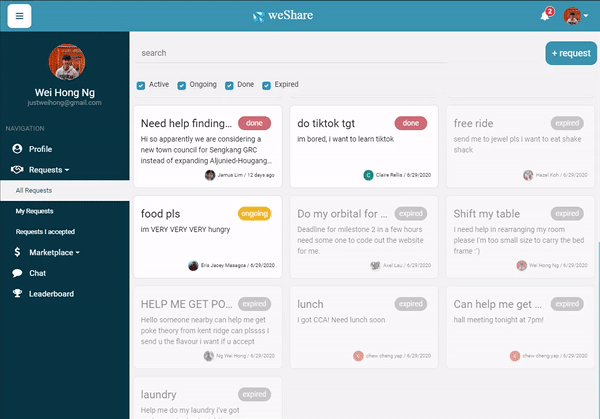 weShare
2
Wei Hong Ng
justweihong@gmail.com
NAVIGATION
Profile
Requests
All Requests
My Requests
Requests I accepted
Marketplace
Chat
Leaderboard
search
+ request
Active
Ongoing
Done
Expired
Need help finding...
done
Hi so apparently we are considering a
new town council for Sengkang GRC
instead of expanding Aljunied-Hougang...
Jamus Lim / 12 days ago
do tiktok tgt
done
im bored, i want to learn tiktok
C
Claire Rellis / 6/29/2020
free ride
expired
send me to jewel pls i want to eat shake
shack
Hazel Koh / 6/29/2020
food pls
ongoing
im VERY VERY VERY hungry
Eris Jacey Masagca / 6/29/2020
Do my orbital for ...
expired
Deadline for milestone 2 in a few hours
need some one to code out the website
for me.
Axel Lau / 6/29/2020
Shift my table
expired
I need help in rearranging my room
please I'm too small size to carry the bed
frame :')
Wei Hong Ng / 6/29/2020
HELP ME GET PO...
expired
Hello someone nearby can help me get
poke theory from kent ridge can plssss I
send u the flavour i want if u accept
Ng Wei Hong / 6/29/2020
lunch
expired
I got CCA! Need lunch soon
chew cheng yap / 6/29/2020
Can help me get ...
expired
hall meeting tonight at 7pm!
chew cheng yap / 6/29/2020
laundry
expired
Help me do my laundry i've got